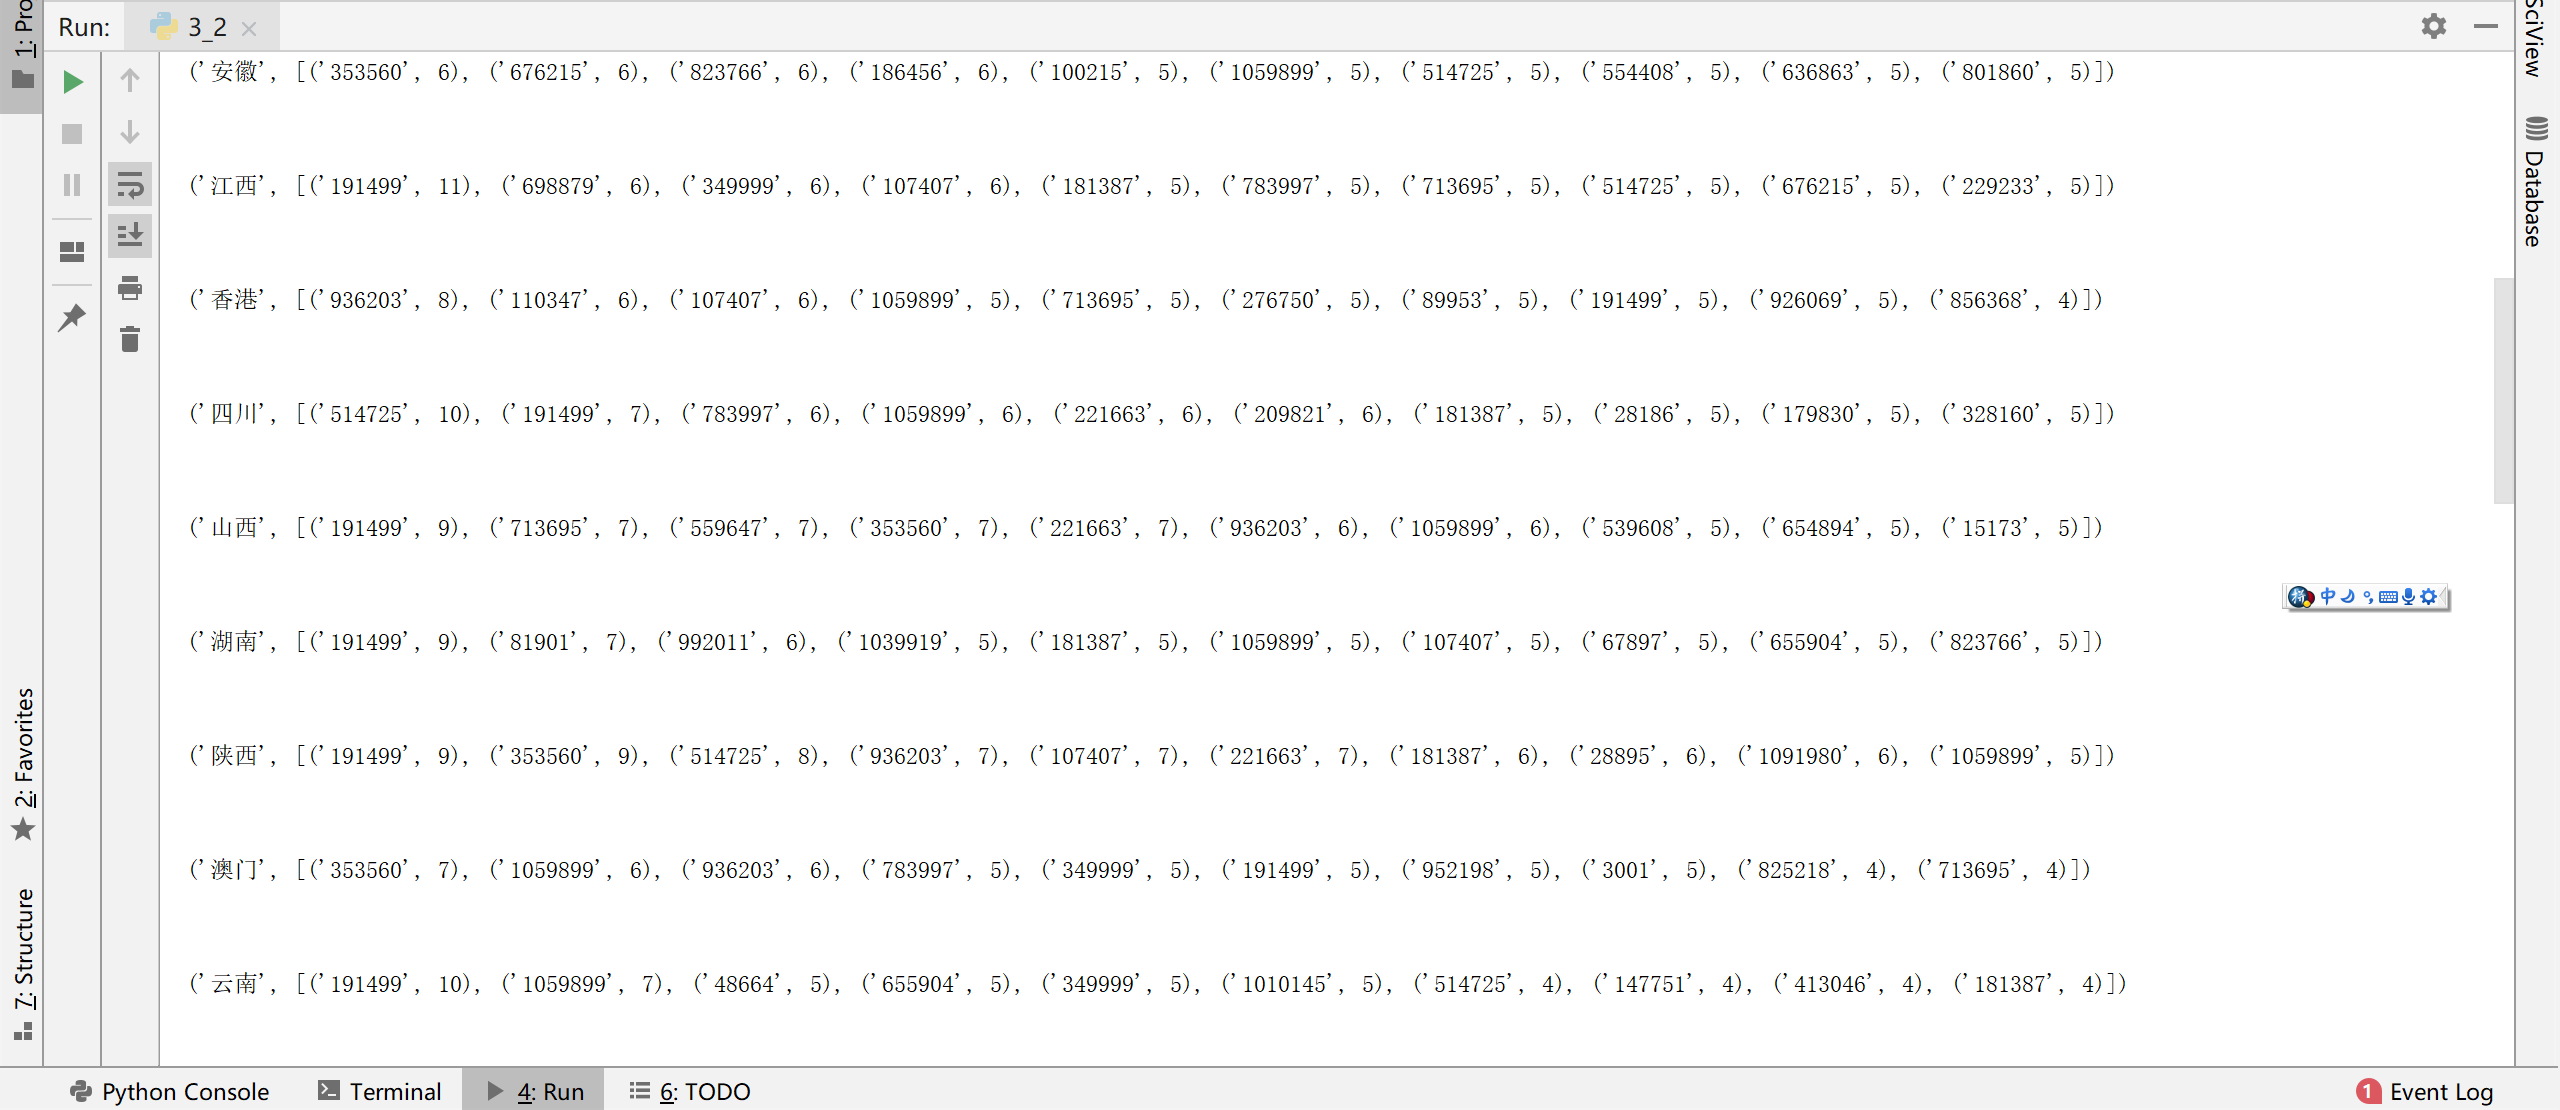 Run: 3_2
('安徽', [('353560', 6), ('676215', 6), ('823766', 6), ('186456', 6), ('100215', 5), ('1059899', 5), ('514725', 5), ('554408', 5), ('636863', 5), ('801860', 5)])
('江西', [('191499', 11), ('698879', 6), ('349999', 6), ('107407', 6), ('181387', 5), ('783997', 5), ('713695', 5), ('514725', 5), ('676215', 5), ('229233', 5)])
('香港', [('936203', 8), ('110347', 6), ('107407', 6), ('1059899', 5), ('713695', 5), ('276750', 5), ('89953', 5), ('191499', 5), ('926069', 5), ('856368', 4)])
('四川', [('514725', 10), ('191499', 7), ('783997', 6), ('1059899', 6), ('221663', 6), ('209821', 6), ('181387', 5), ('28186', 5), ('179830', 5), ('328160', 5)])
('山西', [('191499', 9), ('713695', 7), ('559647', 7), ('353560', 7), ('221663', 7), ('936203', 6), ('1059899', 6), ('539608', 5), ('654894', 5), ('15173', 5)])
('湖南', [('191499', 9), ('81901', 7), ('992011', 6), ('1039919', 5), ('181387', 5), ('1059899', 5), ('107407', 5), ('67897', 5), ('655904', 5), ('823766', 5)])
('陕西', [('191499', 9), ('353560', 9), ('514725', 8), ('936203', 7), ('107407', 7), ('221663', 7), ('181387', 6), ('28895', 6), ('1091980', 6), ('1059899', 5)])
('澳门', [('353560', 7), ('1059899', 6), ('936203', 6), ('783997', 5), ('349999', 5), ('191499', 5), ('952198', 5), ('3001', 5), ('825218', 4), ('713695', 4)])
('云南', [('191499', 10), ('1059899', 7), ('48664', 5), ('655904', 5), ('349999', 5), ('1010145', 5), ('514725', 4), ('147751', 4), ('413046', 4), ('181387', 4)])
1: Pro
2: Favorites
7: Structure
SciView
Database
拼 中
Python Console Terminal 4: Run 6: TODO 1 Event Log